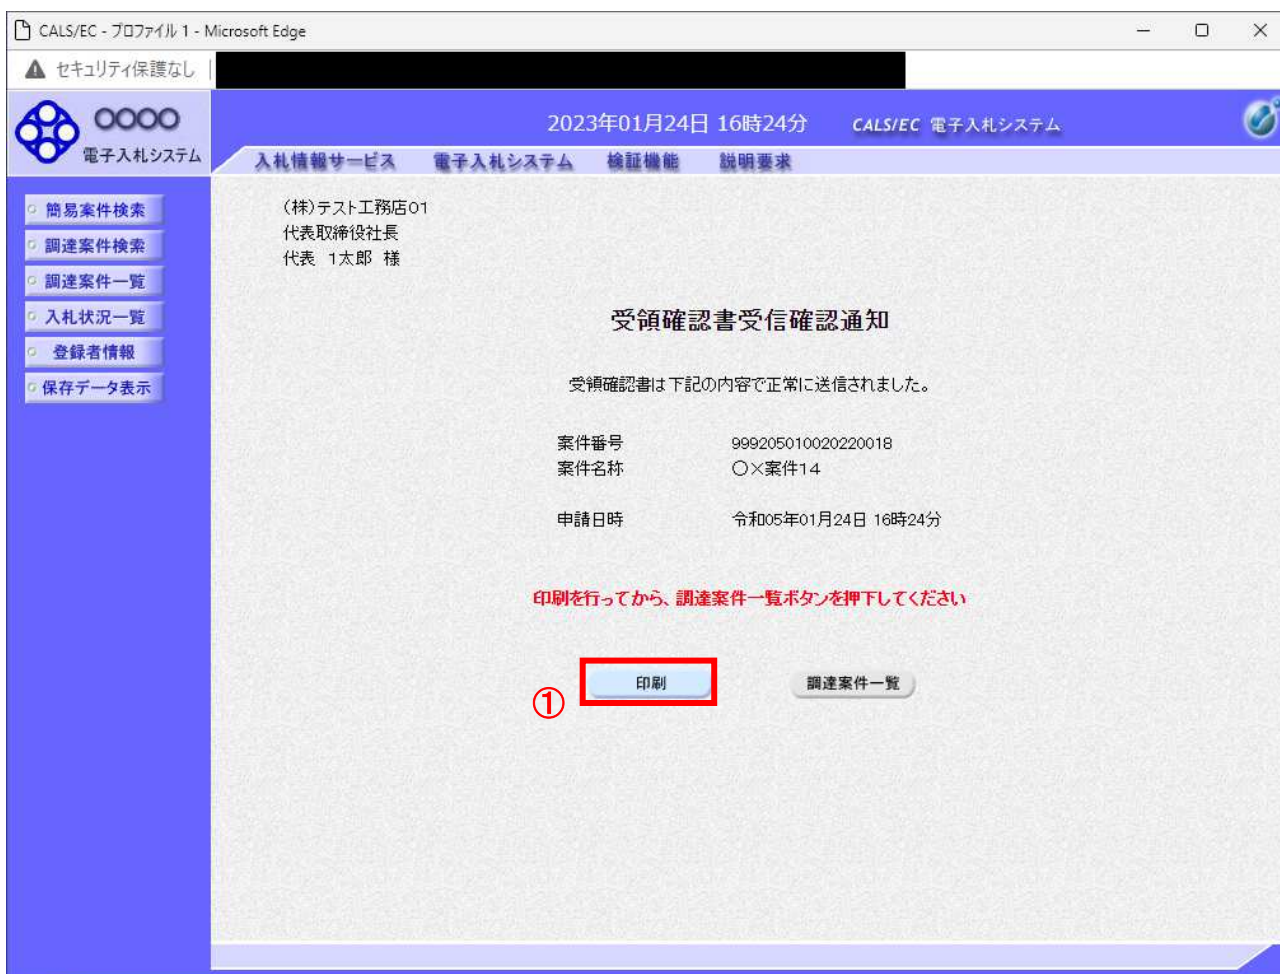 CALS/EC - プロファイル 1 - Microsoft Edge
セキュリティ保護なし
〇〇〇〇
電子入札システム
2023年01月24日 16時24分
CALS/EC 電子入札システム
入札情報サービス 電子入札システム 検証機能 説明要求
簡易案件検索
調達案件検索
調達案件一覧
入札状況一覧
登録者情報
保存データ表示
(株)テスト工務店01
代表取締役社長
代表 1太郎 様
受領確認書受信確認通知
受領確認書は下記の内容で正常に送信されました。
案件番号 999205010020220018
案件名称 〇×案件14
申請日時 令和05年01月24日 16時24分
印刷を行ってから、調達案件一覧ボタンを押下してください
① 印刷 調達案件一覧